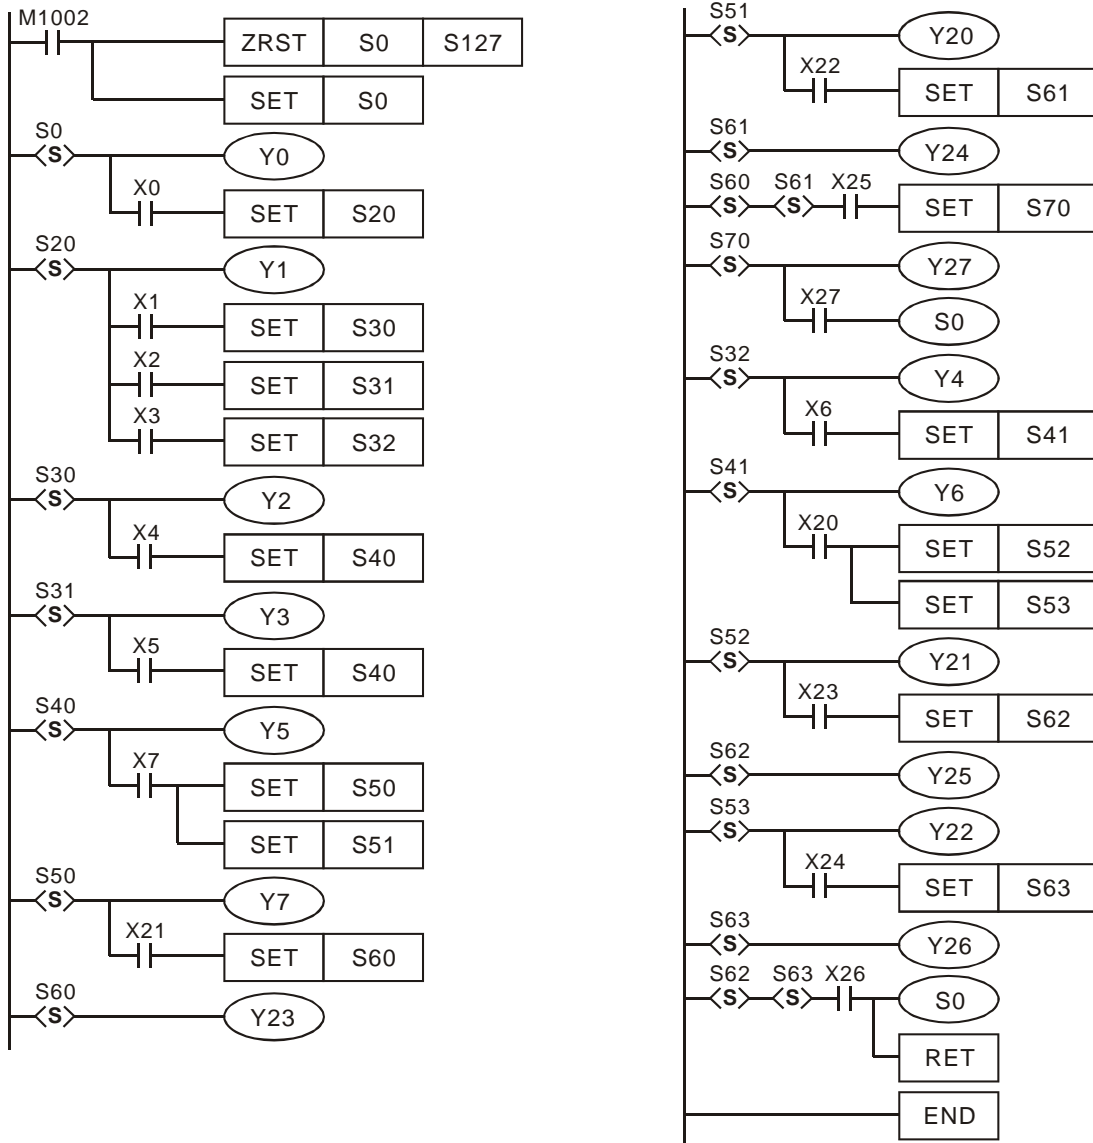 M1002
ZRST S0 S127
SET S0
S0
S Y0
X0
SET S20
S20
S Y1
X1
SET S30
X2
SET S31
X3
SET S32
S30
S Y2
X4
SET S40
S31
S Y3
X5
SET S40
S40
S Y5
X7
SET S50
SET S51
S50
S Y7
X21
SET S60
S60
S Y23
S51
S Y20
X22
SET S61
S61
S Y24
S60 S61 X25
S S SET S70
S70
S Y27
X27
S0
S32
S Y4
X6
SET S41
S41
S Y6
X20
SET S52
SET S53
S52
S Y21
X23
SET S62
S62
S Y25
S53
S Y22
X24
SET S63
S63
S Y26
S62 S63 X26
S S S0
RET
END